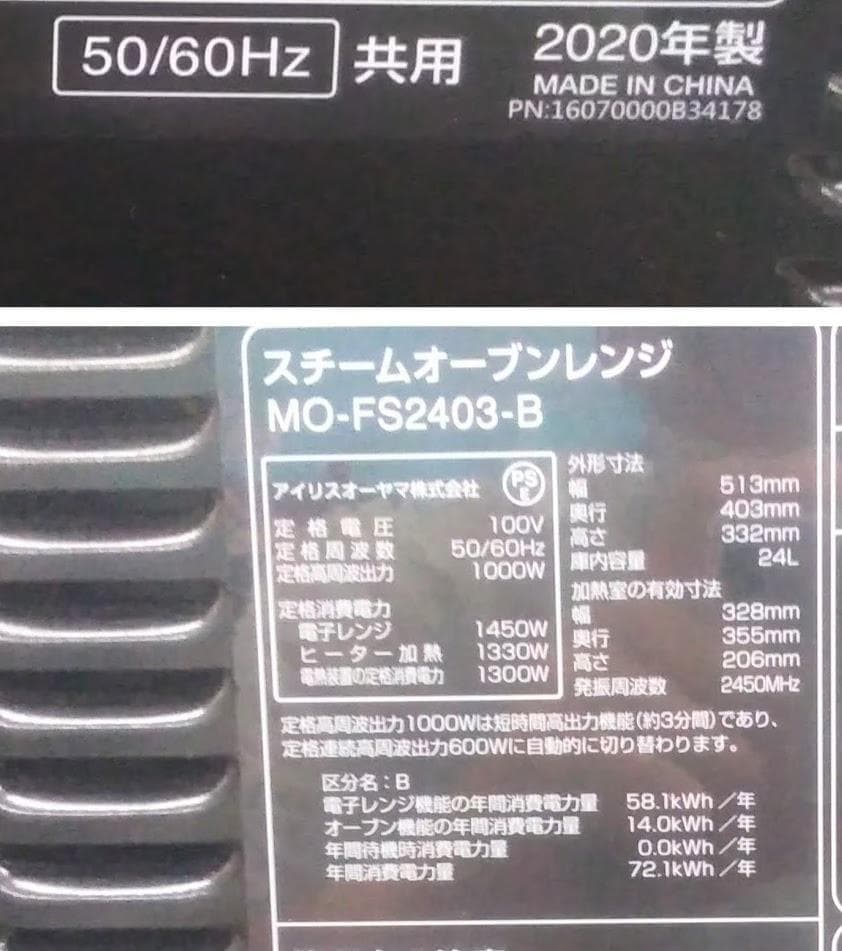 50/60Hz 共用
2020年製
MADE IN CHINA
PN:16070000B34178
スチームオーブンレンジ
MO-FS2403-B
アイリスオーヤマ株式会社
PS
E
定格電圧 100V
定格周波数 50/60Hz
定格高周波出力 1000W
定格消費電力
電子レンジ 1450W
ヒーター加熱 1330W
電熱装置の定格消費電力 1300W
外形寸法
幅 513mm
奥行 403mm
高さ 332mm
庫内容量 24L
加熱室の有効寸法
幅 328mm
奥行 355mm
高さ 206mm
発振周波数 2450MHz
定格高周波出力1000Wは短時間高出力機能(約3分間)であり、
定格連続高周波出力600Wに自動的に切り替わります。
区分名：B
電子レンジ機能の年間消費電力量 58.1kWh／年
オーブン機能の年間消費電力量 14.0kWh／年
年間待機時消費電力量 0.0kWh／年
年間消費電力量 72.1kWh／年